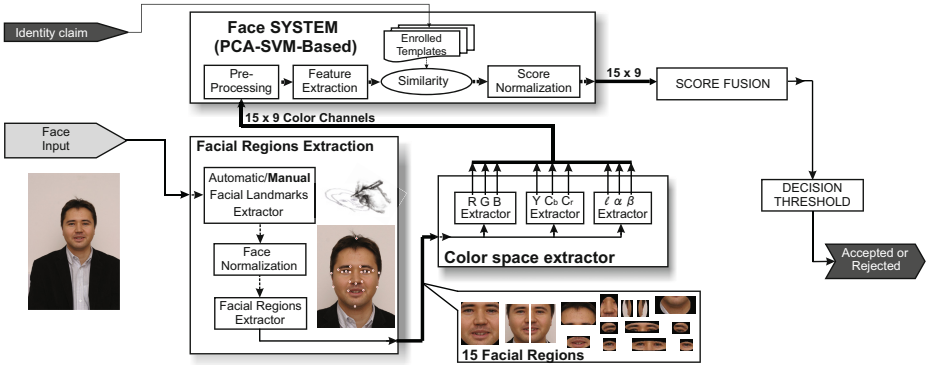 Identity claim
Face SYSTEM
(PCA-SVM-Based)
Enrolled
Templates
Pre-
Processing
Feature
Extraction
Similarity
Score
Normalization
15 x 9
SCORE FUSION
15 x 9 Color Channels
Face
Input
Facial Regions Extraction
Automatic/Manual
Facial Landmarks
Extractor
Face
Normalization
Facial Regions
Extractor
R G B
Extractor
Y Cb Cr
Extractor
ℓ α β
Extractor
Color space extractor
DECISION
THRESHOLD
Accepted or
Rejected
15 Facial Regions